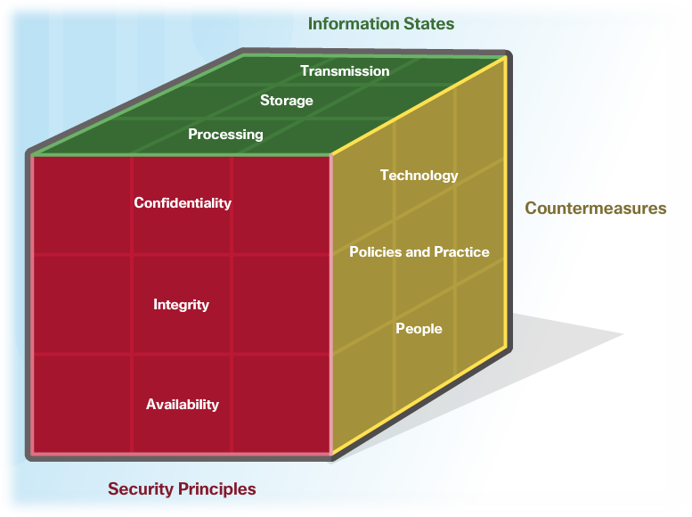 Information States
Transmission
Storage
Processing
Technology
Confidentiality
Countermeasures
Policies and Practice
Integrity
People
Availability
Security Principles